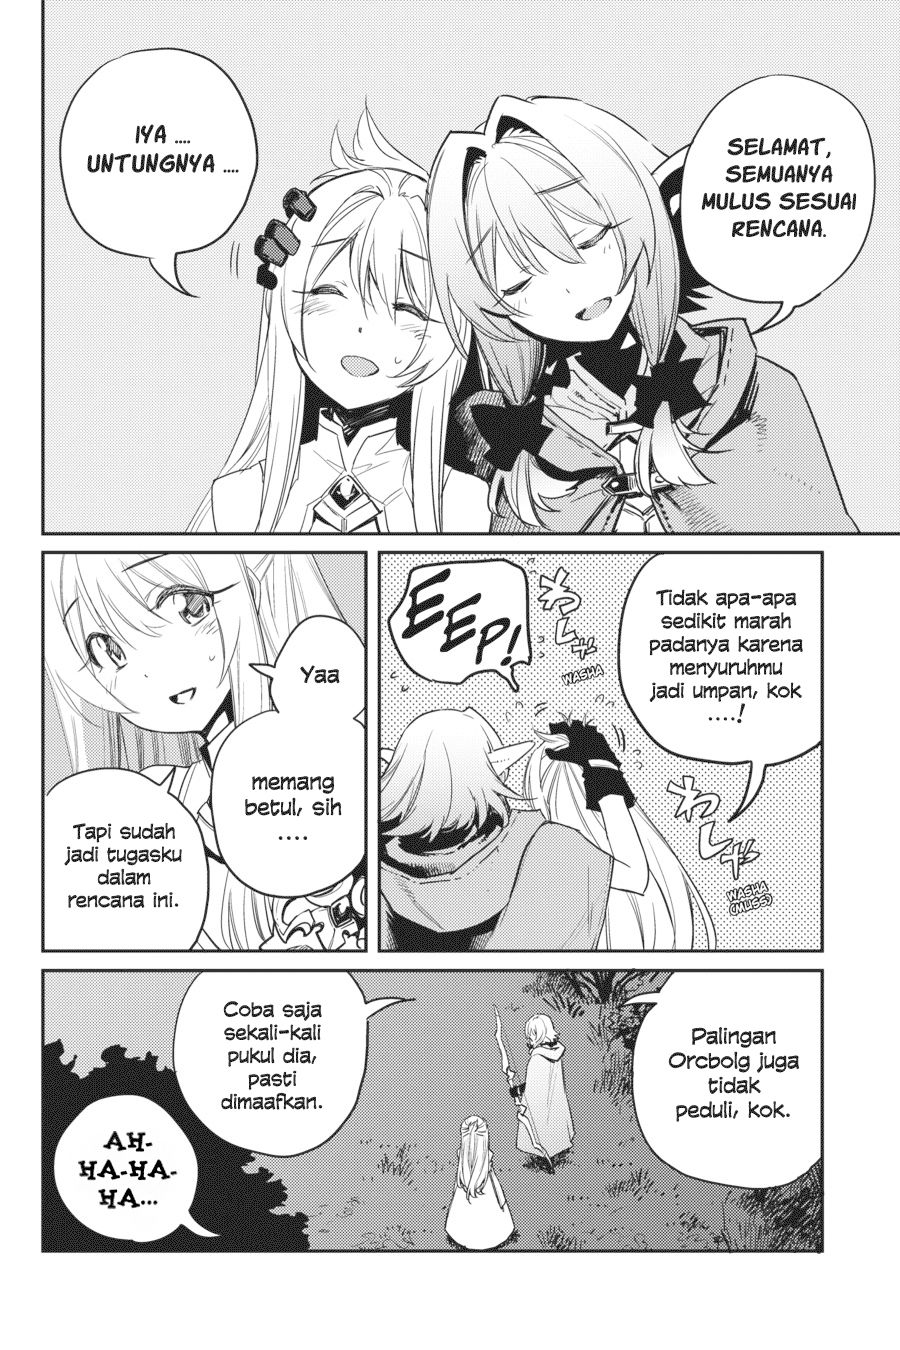 SELAMAT,
SEMUANYA
MULUS SESUAI
RENCANA.
IYA ....
UNTUNGNYA ....
Tidak apa-apa
sedikit marah
padanya karena
menyuruhmu
jadi umpan, kok
....!
EEP!
わしゃ
WASHA
わしゃ
WASHA
(MUSS)
Yaa
memang
betul, sih
....
Tapi sudah
jadi tugasku
dalam
rencana ini.
Palingan
Orcbolg juga
tidak
peduli, kok.
Coba saja
sekali-kali
pukul dia,
pasti
dimaafkan.
AH-
HA-HA-
HA...